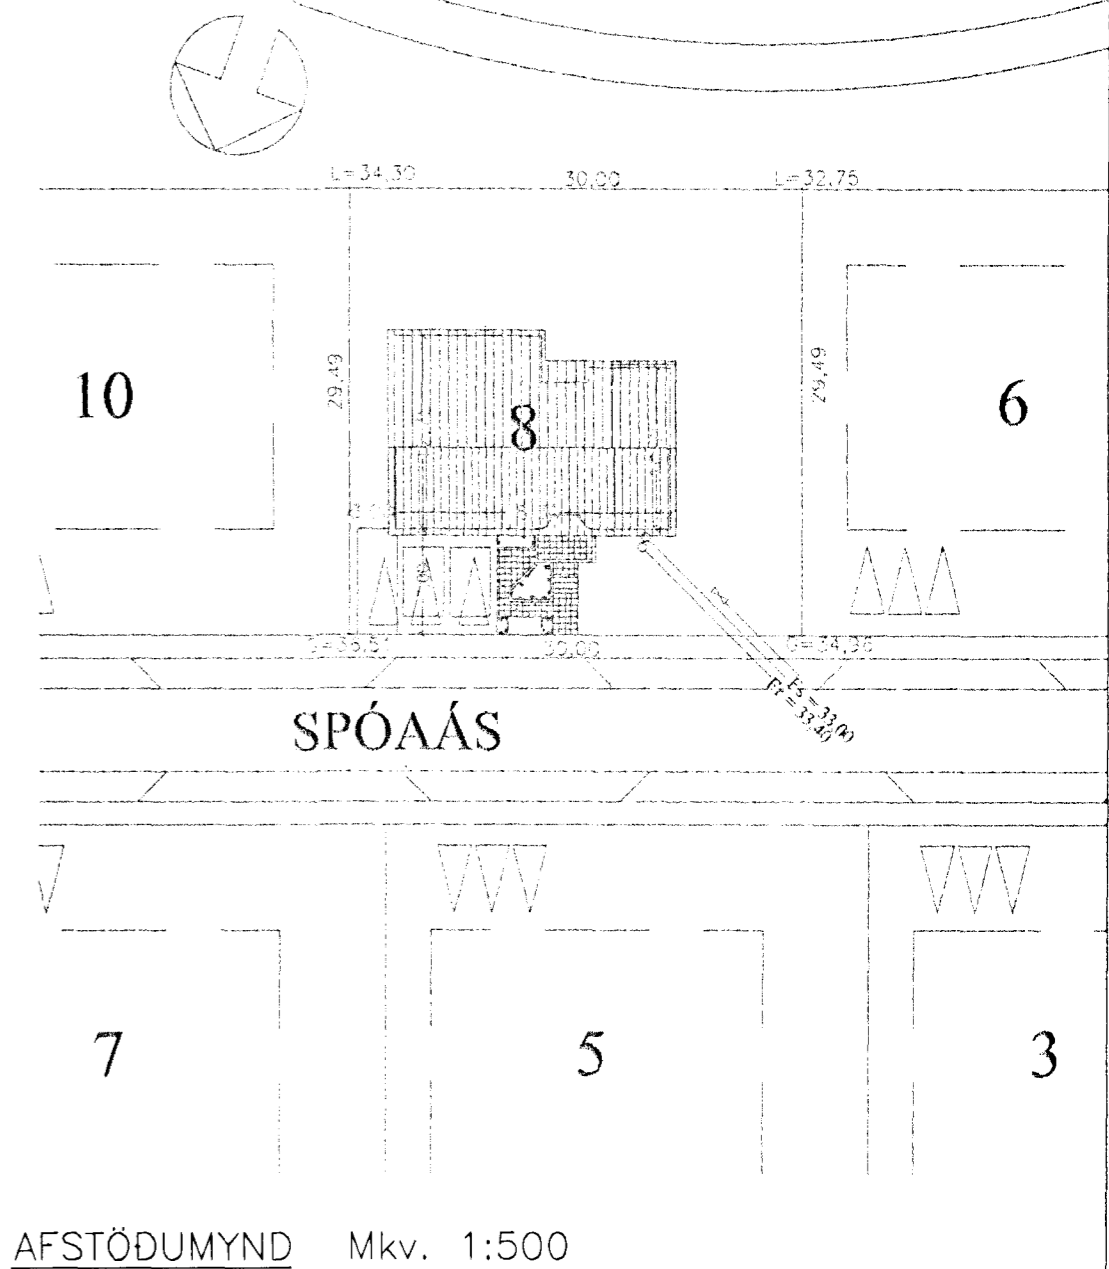 L=34,30 30,00 L=32,75
29,49 29,49
10 8 6
30,00 G=34,96
Fs = 33,00
Fr = 33,40
SPÓAÁS
7 5 3
AFSTÖÐUMYND Mkv. 1:500